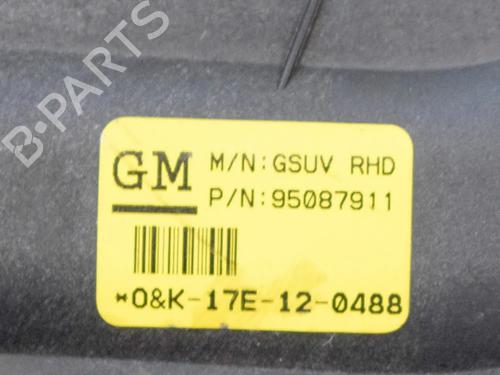 B-PARTS
GM M/N:GSUV RHD
P/N:95087911
*O&K-17E-12-0488